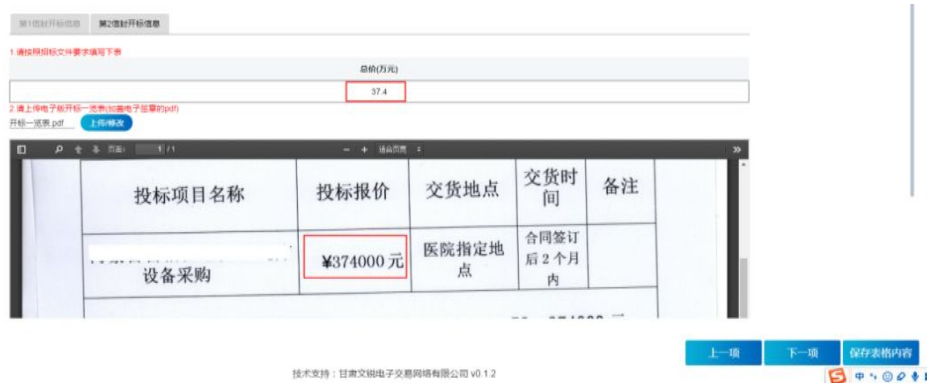 第1信封开标信息 第2信封开标信息
1.请按照招标文件要求填写下表
总价(万元)
37.4
2.请上传电子版开标一览表(加盖电子签章的pdf)
开标一览表.pdf 上传/修改
页面: 1 / 1 适合页面
投标项目名称 投标报价 交货地点 交货时间 备注
设备采购 ¥374000 元 医院指定地点 合同签订后 2 个月内
上一项 下一项 保存表格内容
技术支持：甘肃文锐电子交易网络有限公司 v0.1.2
中